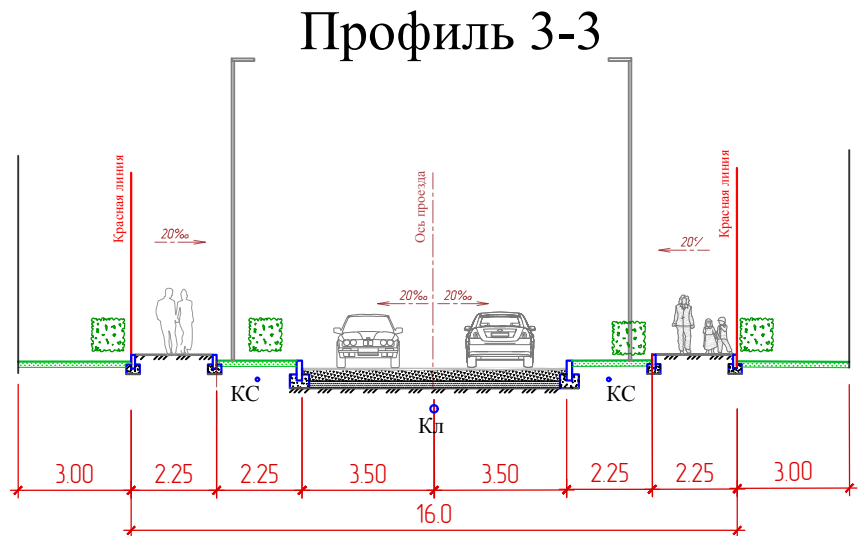 Профиль 3-3
Красная линия
Ось проезда
Красная линия
20‰
20‰
20‰ 20‰
КС
КС
Кл
3.00 2.25 2.25 3.50 3.50 2.25 2.25 3.00
16.0